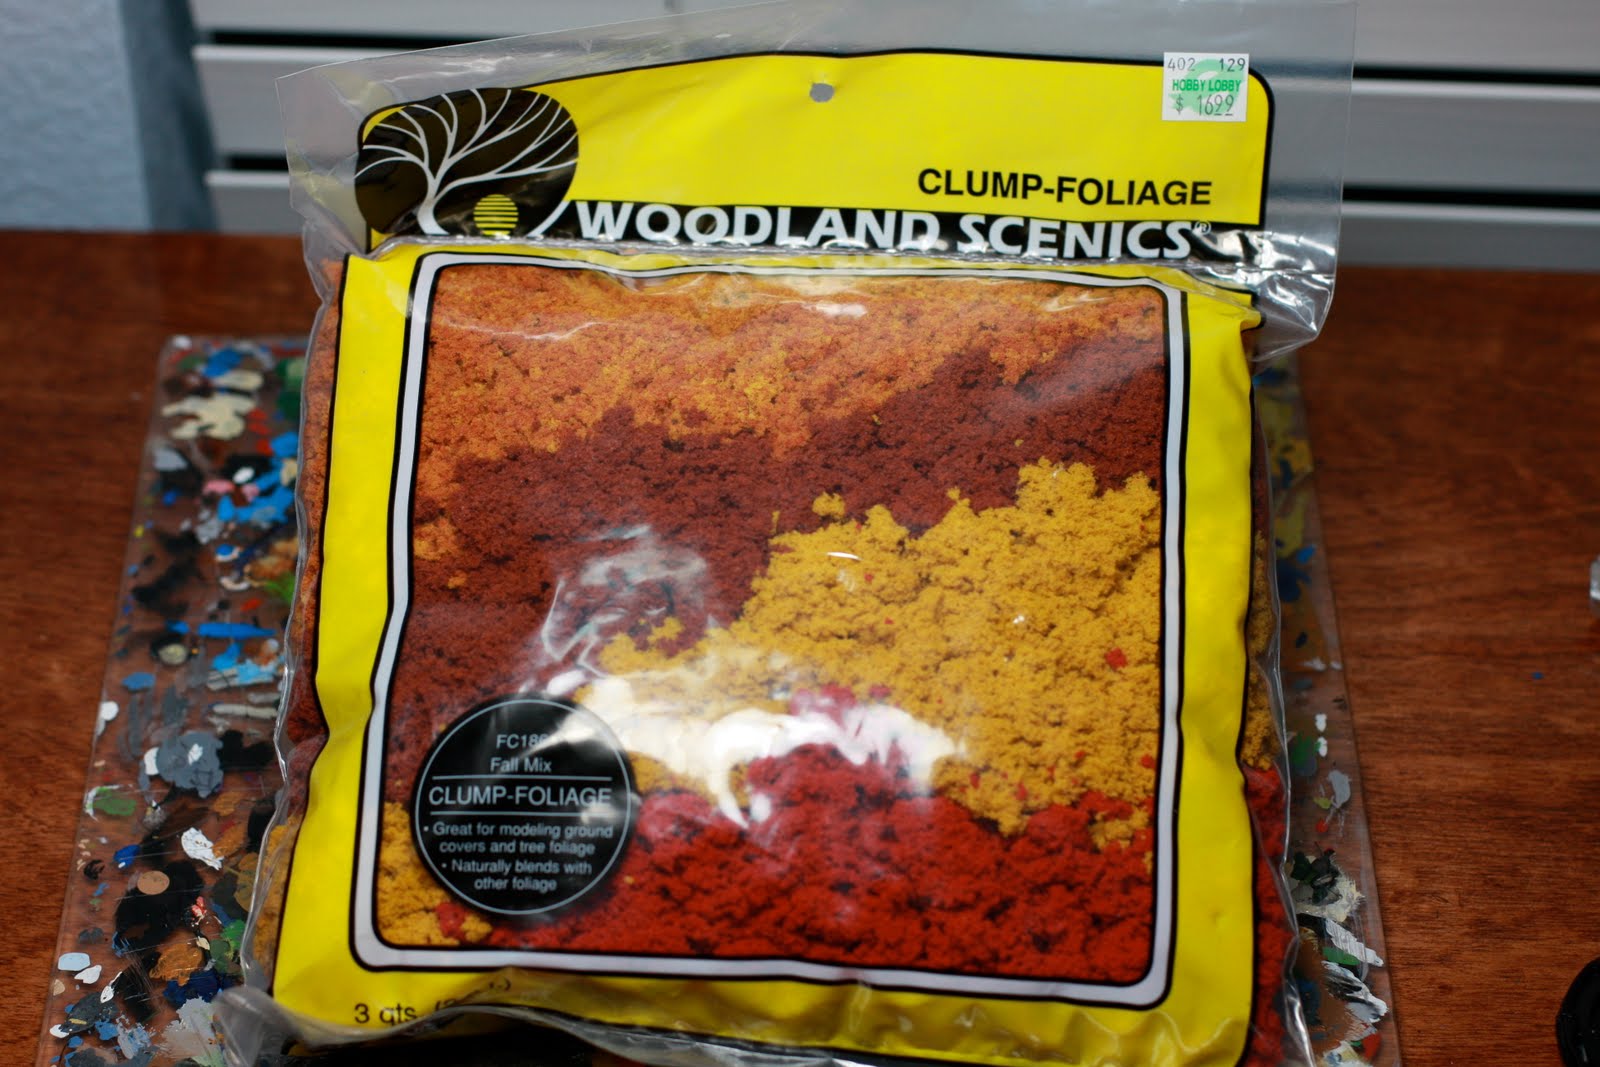 402 129
HOBBY LOBBY
$ 1699
CLUMP-FOLIAGE
WOODLAND SCENICS®
Fall Mix
CLUMP-FOLIAGE
• Great for modeling ground
covers and tree foliage
• Naturally blends with
other foliage
3 qts.